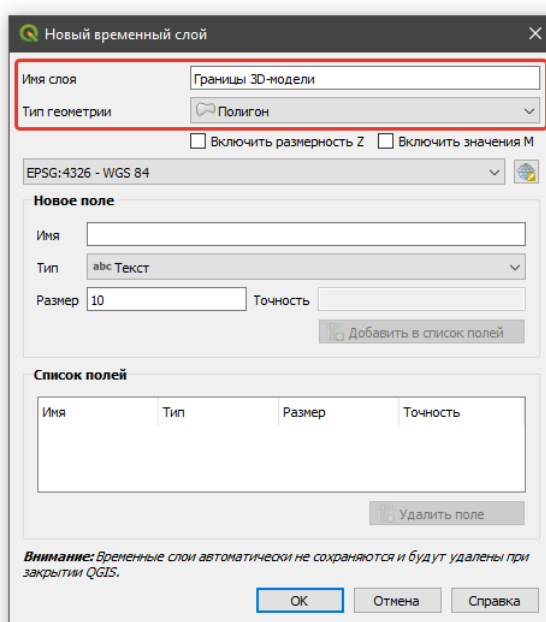 Новый временный слой
Имя слоя Границы 3D-модели
Тип геометрии Полигон
Включить размерность Z Включить значения M
EPSG:4326 - WGS 84
Новое поле
Имя
Тип abc Текст
Размер 10 Точность
Добавить в список полей
Список полей
Имя Тип Размер Точность
Удалить поле
Внимание: Временные слои автоматически не сохраняются и будут удалены при
закрытии QGIS.
OK Отмена Справка